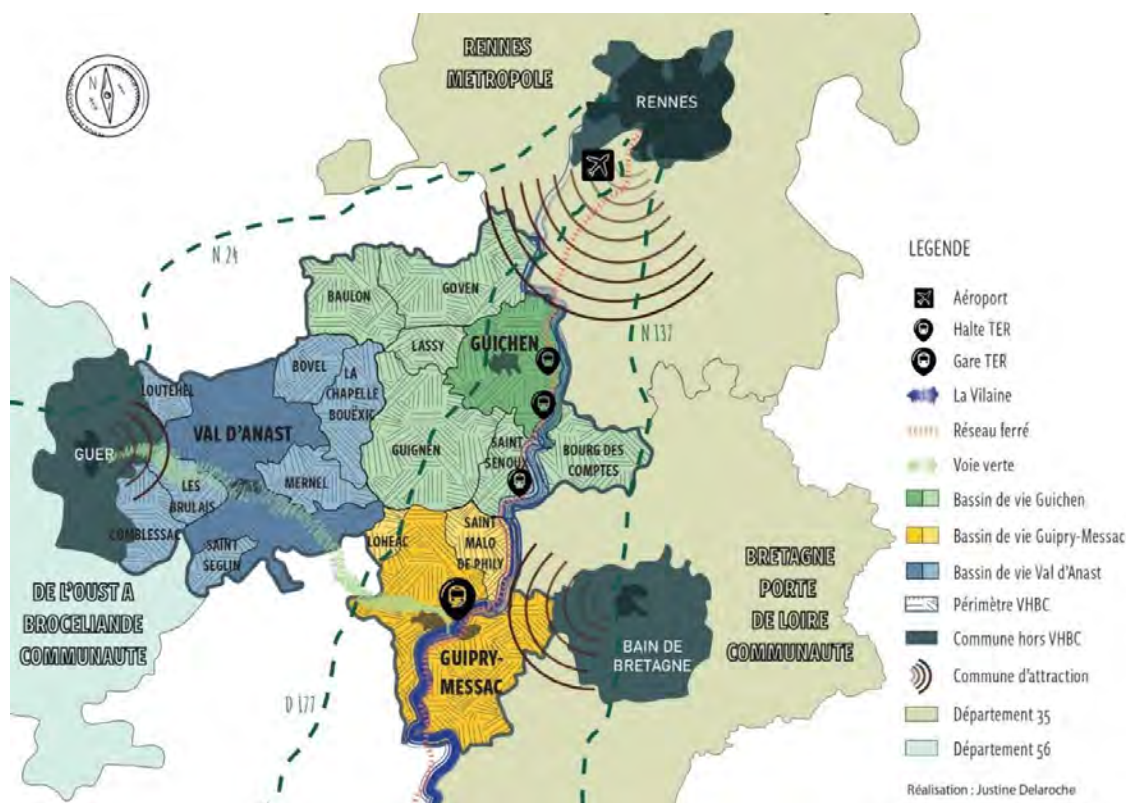 RENNES
METROPOLE
RENNES
N
N 24
N 137
BAULON
GOVEN
LASSY
GUICHEN
BOVEL
LA
CHAPELLE
BOUËXIC
LOUTEHEL
VAL D'ANAST
GUER
GUIGNEN
SAINT
SENOUX
BOURG DES
COMPTES
MERNEL
LES
BRULAIS
COMBLESSAC
SAINT
SEGLIN
LOHEAC
SAINT
MALO
DE PHILY
DE L'OUST A
BROCELIANDE
COMMUNAUTE
BRETAGNE
PORTE
DE LOIRE
COMMUNAUTE
BAIN DE
BRETAGNE
GUIPRY-
MESSAC
D 177
LEGENDE
Aéroport
Halte TER
Gare TER
La Vilaine
Réseau ferré
Voie verte
Bassin de vie Guichen
Bassin de vie Guipry-Messac
Bassin de vie Val d'Anast
Périmètre VHBC
Commune hors VHBC
Commune d'attraction
Département 35
Département 56
Réalisation : Justine Delaroche